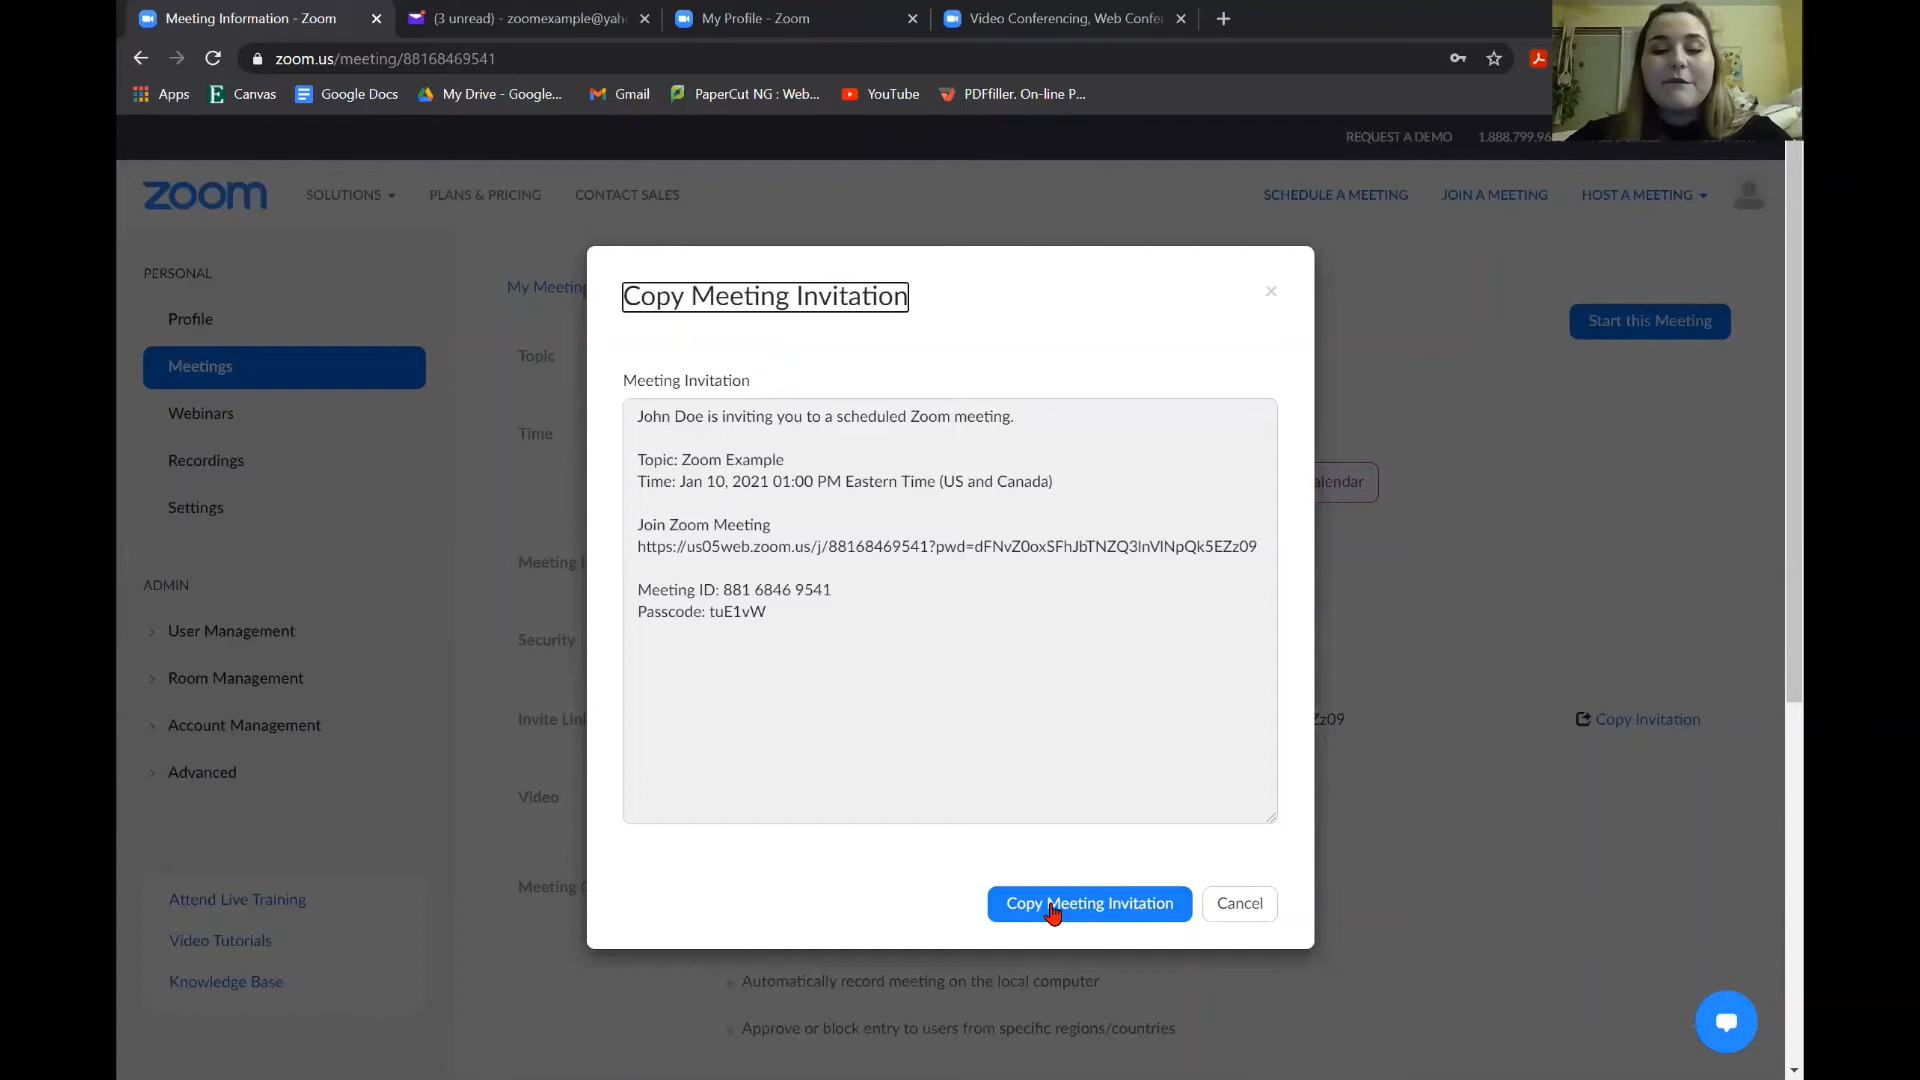 Meeting Information - Zoom
(3 unread) - zoomexample@yah
My Profile - Zoom
Video Conferencing, Web Confe
zoom.us/meeting/88168469541
Apps
Canvas
Google Docs
My Drive - Google...
Gmail
PaperCut NG : Web...
YouTube
PDFfiller. On-line P...
REQUEST A DEMO
1.888.799.96
zoom
SOLUTIONS
PLANS & PRICING
CONTACT SALES
SCHEDULE A MEETING
JOIN A MEETING
HOST A MEETING
PERSONAL
Profile
Meetings
Webinars
Recordings
Settings
ADMIN
User Management
Room Management
Account Management
Advanced
Attend Live Training
Video Tutorials
Knowledge Base
My Meeting
Start this Meeting
Topic
Time
alendar
Meeting I
Security
Invite Lin
Zz09
Copy Invitation
Video
Meeting O
Copy Meeting Invitation
×
Meeting Invitation
John Doe is inviting you to a scheduled Zoom meeting.
Topic: Zoom Example
Time: Jan 10, 2021 01:00 PM Eastern Time (US and Canada)
Join Zoom Meeting
https://us05web.zoom.us/j/88168469541?pwd=dFNvZ0oxSFhJbTNZQ3lnVlNpQk5EZz09
Meeting ID: 881 6846 9541
Passcode: tuE1vW
Copy Meeting Invitation
Cancel
Automatically record meeting on the local computer
Approve or block entry to users from specific regions/countries